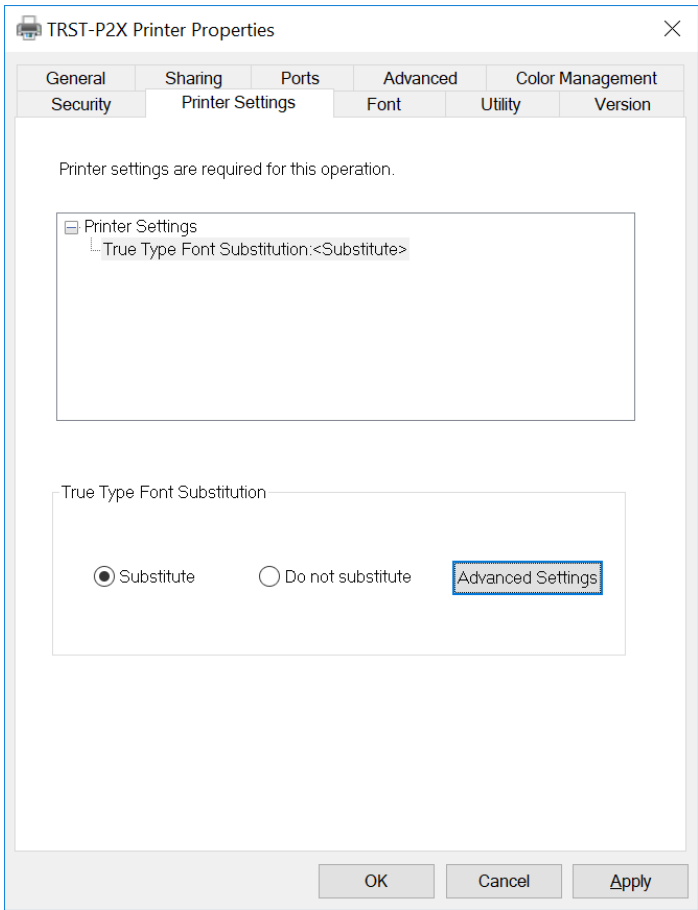 TRST-P2X Printer Properties
General Sharing Ports Advanced Color Management
Security Printer Settings Font Utility Version
Printer settings are required for this operation.
Printer Settings
True Type Font Substitution:<Substitute>
True Type Font Substitution
Substitute Do not substitute Advanced Settings
OK Cancel Apply